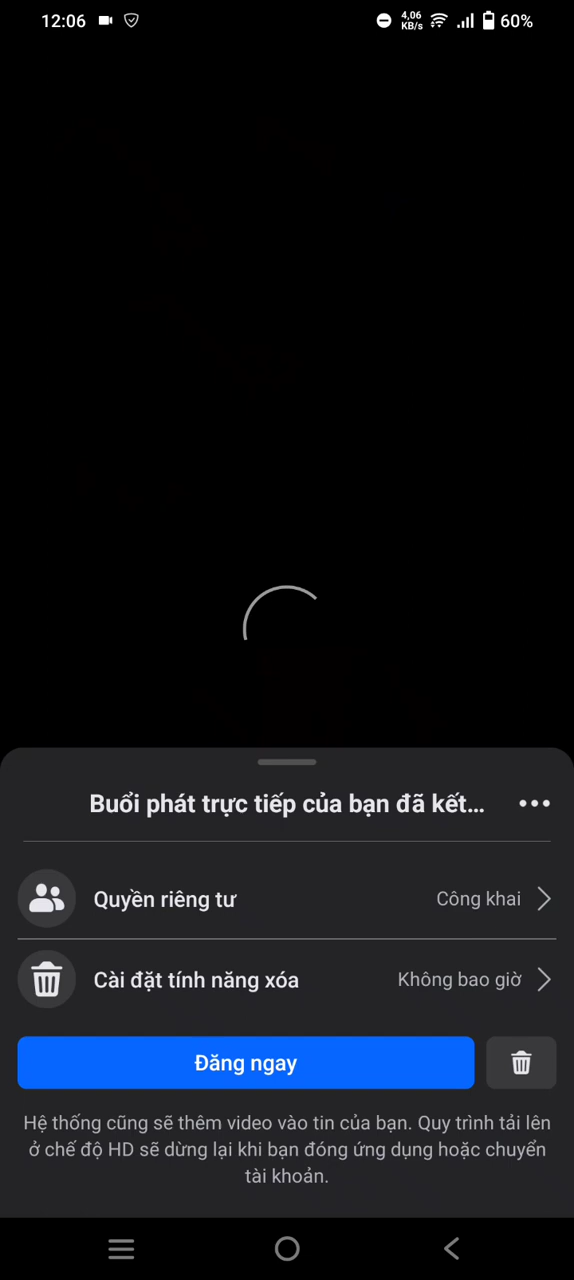 12:06
4,06
KB/s
60%
Buổi phát trực tiếp của bạn đã kết...
Quyền riêng tư
Công khai
Cài đặt tính năng xóa
Không bao giờ
Đăng ngay
Hệ thống cũng sẽ thêm video vào tin của bạn. Quy trình tải lên
ở chế độ HD sẽ dừng lại khi bạn đóng ứng dụng hoặc chuyển
tài khoản.